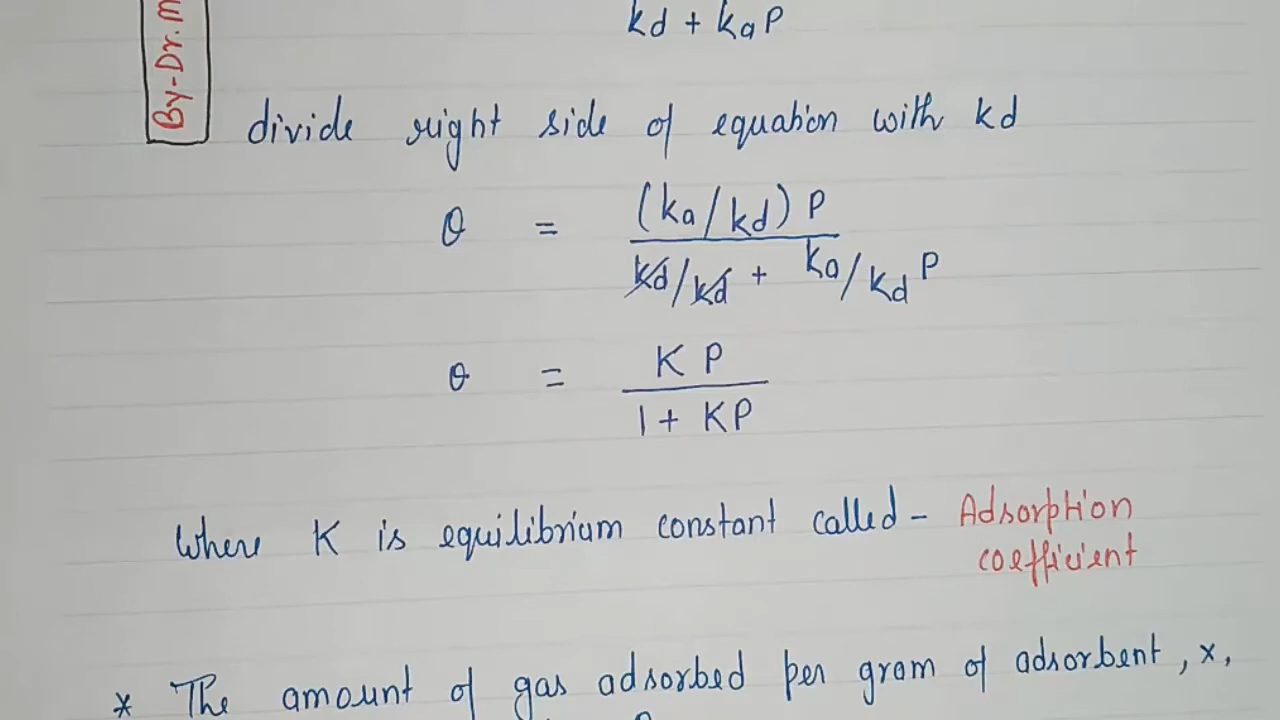 By-Dr. M
kd + kaP
divide right side of equation with kd
θ = (ka/kd) P
kd/kd + ka/kd P
θ = K P
1 + KP
Where K is equilibrium constant called - Adsorption
coefficient
* The amount of gas adsorbed per gram of adsorbent, x,